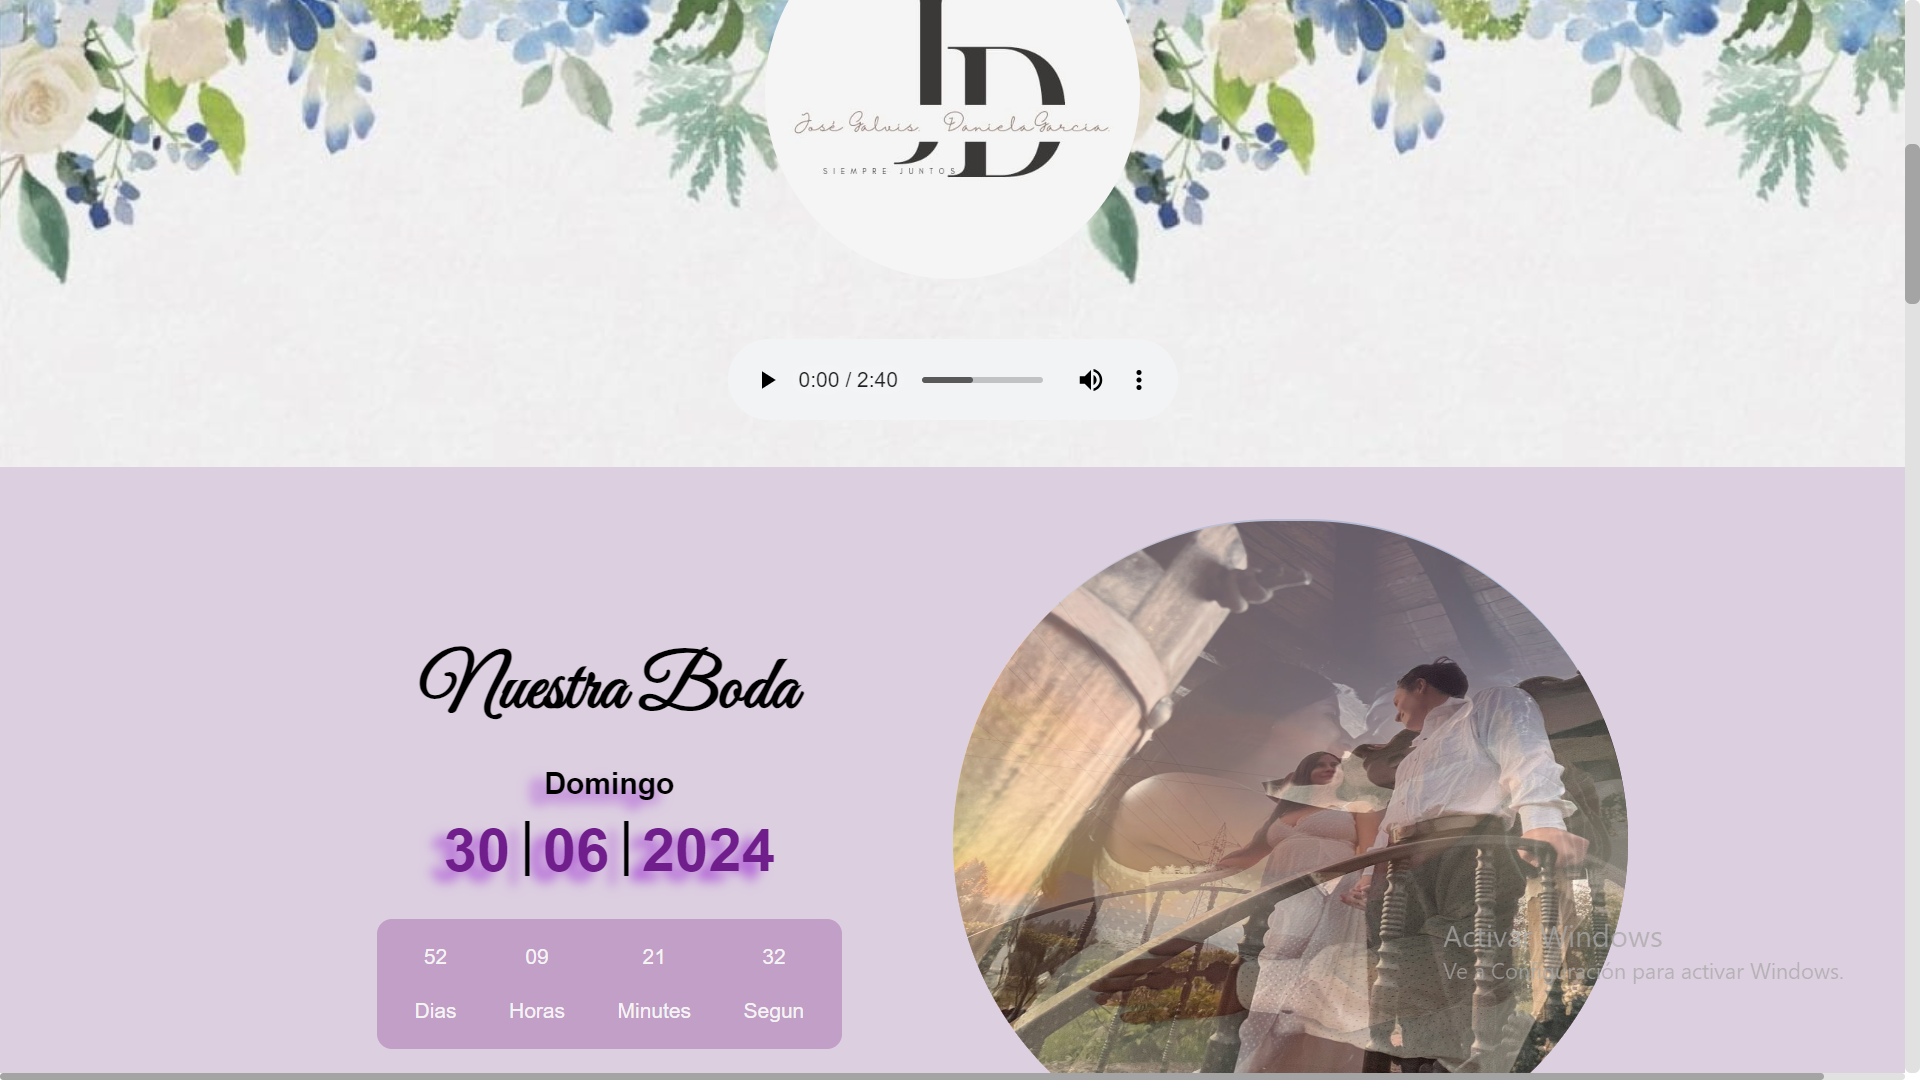 JD
José Galvis Daniela Garcia
SIEMPRE JUNTOS
0:00 / 2:40
Nuestra Boda
Domingo
30|06|2024
52 09 21 32
Dias Horas Minutes Segun
Activar Windows
Ve a Configuración para activar Windows.